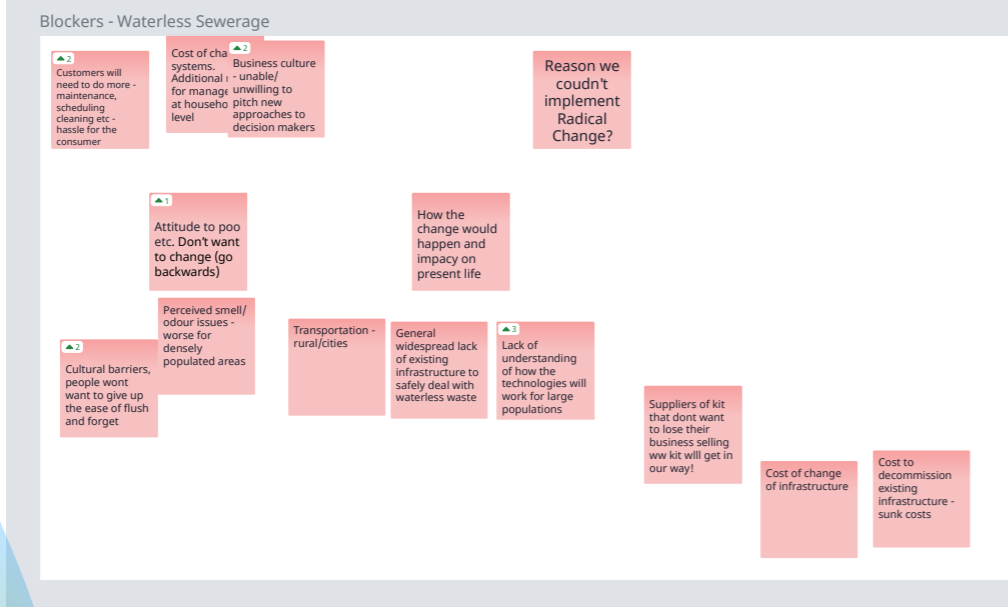 Blockers - Waterless Sewerage
2
Customers will
need to do more -
maintenance,
scheduling
cleaning etc -
hassle for the
consumer
Cost of cha
systems.
Additional
for manage
at househo
level
2
Business culture
- unable/
unwilling to
pitch new
approaches to
decision makers
Reason we
coudn't
implement
Radical
Change?
1
Attitude to poo
etc. Don't want
to change (go
backwards)
How the
change would
happen and
impacy on
present life
Perceived smell/
odour issues -
worse for
densely
populated areas
2
Cultural barriers,
people wont
want to give up
the ease of flush
and forget
Transportation -
rural/cities
General
widespread lack
of existing
infrastructure to
safely deal with
waterless waste
3
Lack of
understanding
of how the
technologies will
work for large
populations
Suppliers of kit
that dont want
to lose their
business selling
ww kit wlll get in
our way!
Cost of change
of infrastructure
Cost to
decommission
existing
infrastructure -
sunk costs